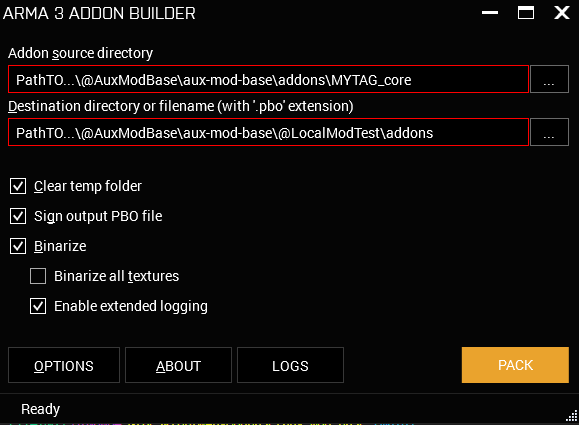 ARMA 3 ADDON BUILDER
Addon source directory
PathTO...\@AuxModBase\aux-mod-base\addons\MYTAG_core
...
Destination directory or filename (with '.pbo' extension)
PathTO...\@AuxModBase\aux-mod-base\@LocalModTest\addons
...
Clear temp folder
Sign output PBO file
Binarize
Binarize all textures
Enable extended logging
OPTIONS
ABOUT
LOGS
PACK
Ready